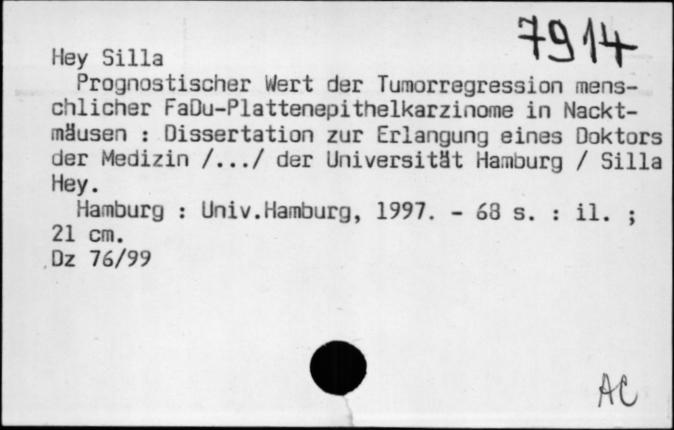 7914
Hey Silla
Prognostischer Wert der Tumorregression mens-
chlicher FaDu-Plattenepithelkarzinome in Nackt-
mäusen : Dissertation zur Erlangung eines Doktors
der Medizin /.../ der Universität Hamburg / Silla
Hey.
Hamburg : Univ.Hamburg, 1997. - 68 s. : il. ;
21 cm.
Dz 76/99
AC